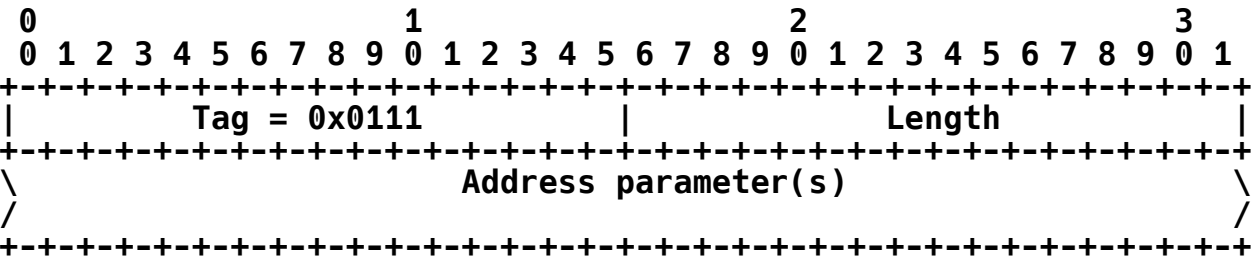 0                   1                   2                   3
 0 1 2 3 4 5 6 7 8 9 0 1 2 3 4 5 6 7 8 9 0 1 2 3 4 5 6 7 8 9 0 1
+-+-+-+-+-+-+-+-+-+-+-+-+-+-+-+-+-+-+-+-+-+-+-+-+-+-+-+-+-+-+-+-+
|         Tag = 0x0111          |             Length            |
+-+-+-+-+-+-+-+-+-+-+-+-+-+-+-+-+-+-+-+-+-+-+-+-+-+-+-+-+-+-+-+-+
\                       Address parameter(s)                    \
/                                                               /
+-+-+-+-+-+-+-+-+-+-+-+-+-+-+-+-+-+-+-+-+-+-+-+-+-+-+-+-+-+-+-+-+